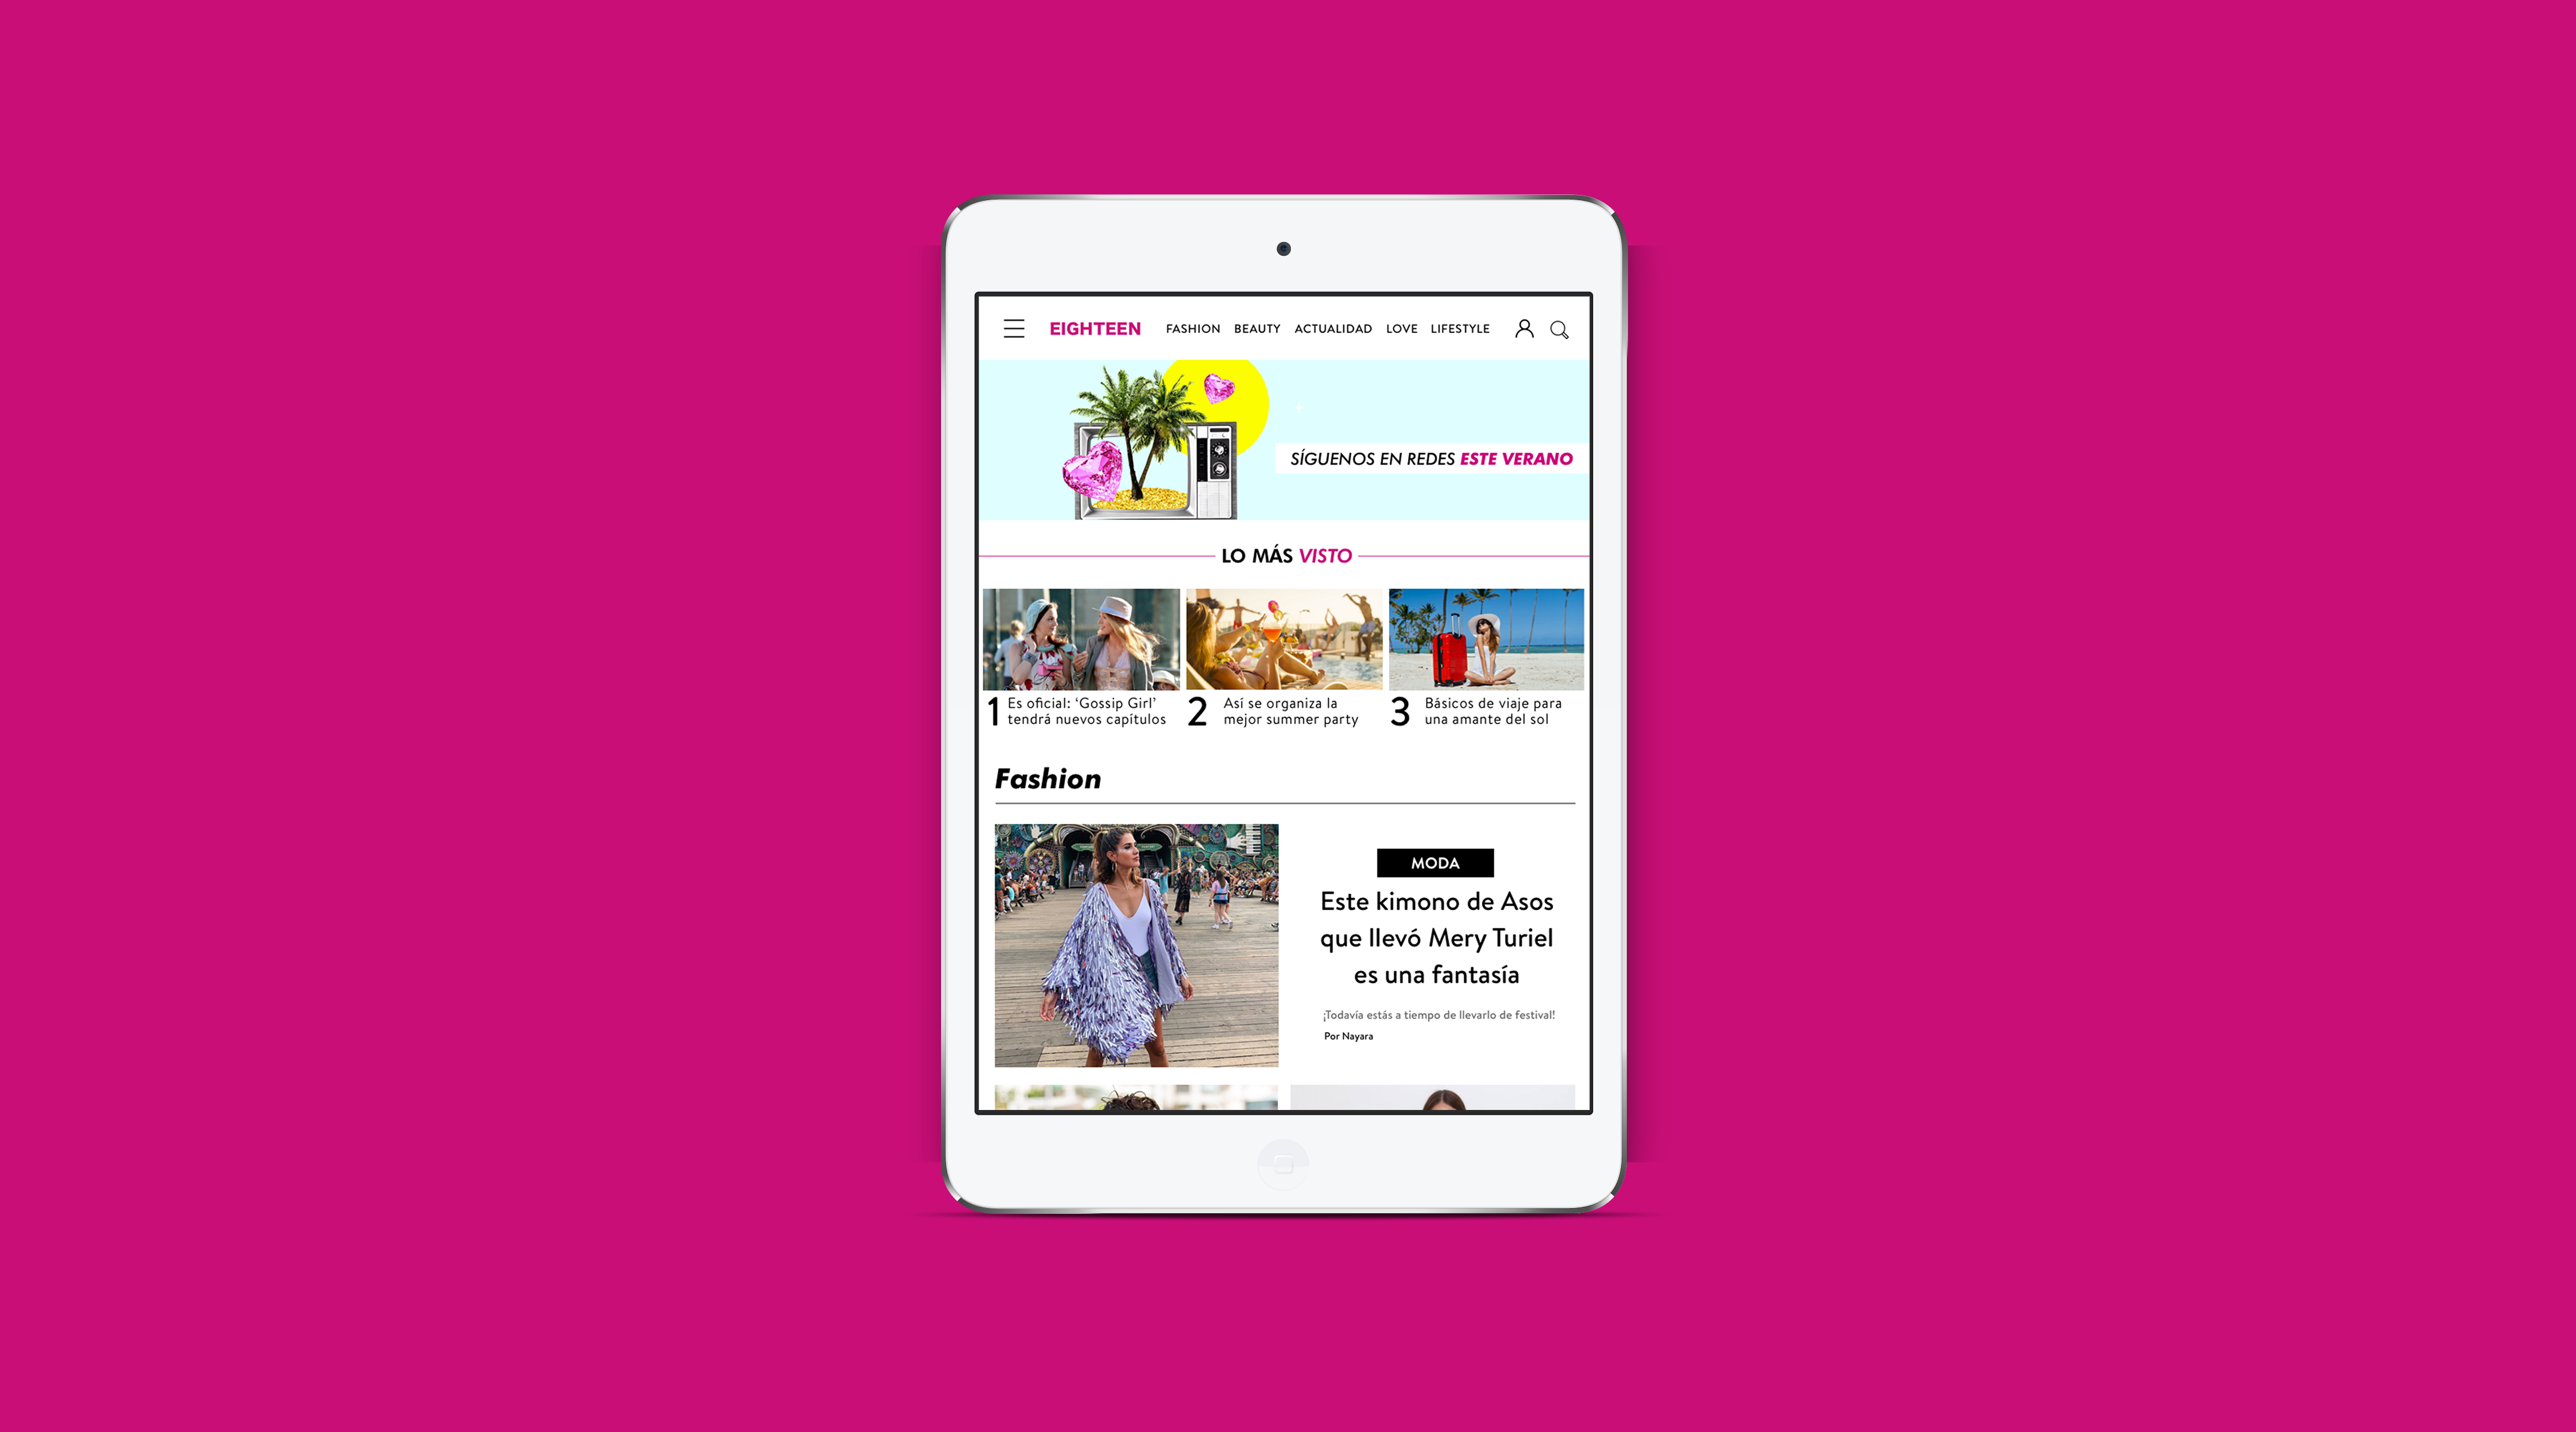 EIGHTEEN FASHION BEAUTY ACTUALIDAD LOVE LIFESTYLE
SÍGUENOS EN REDES ESTE VERANO
LO MÁS VISTO
1 Es oficial: ‘Gossip Girl’
tendrá nuevos capítulos
2 Así se organiza la
mejor summer party
3 Básicos de viaje para
una amante del sol
Fashion
MODA
Este kimono de Asos
que llevó Mery Turiel
es una fantasía
¡Todavía estás a tiempo de llevarlo de festival!
Por Nayara